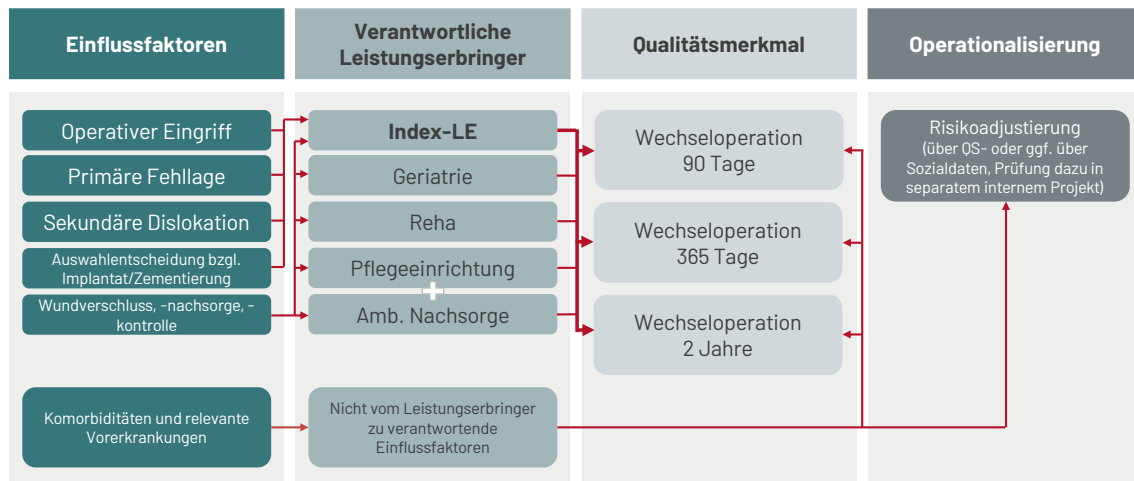 Einflussfaktoren
Verantwortliche
Leistungserbringer
Qualitätsmerkmal
Operationalisierung
Operativer Eingriff
Primäre Fehllage
Sekundäre Dislokation
Auswahlentscheidung bzgl.
Implantat/Zementierung
Wundverschluss, -nachsorge, -
kontrolle
Komorbiditäten und relevante
Vorerkrankungen
Index-LE
Geriatrie
Reha
Pflegeeinrichtung
+
Amb. Nachsorge
Nicht vom Leistungserbringer
zu verantwortende
Einflussfaktoren
Wechseloperation
90 Tage
Wechseloperation
365 Tage
Wechseloperation
2 Jahre
Risikoadjustierung
(über QS- oder ggf. über
Sozialdaten, Prüfung dazu in
separatem internem Projekt)